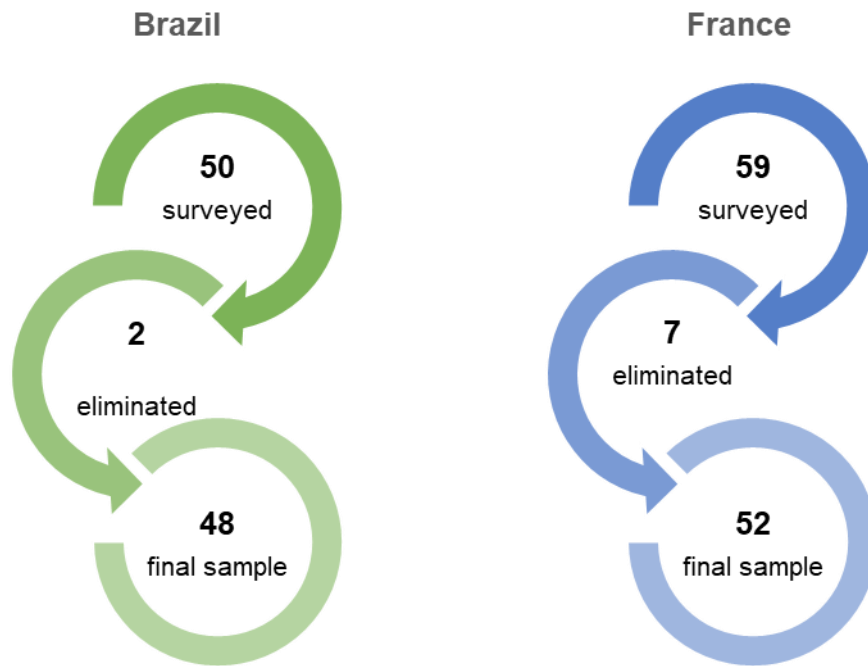 Brazil
50
surveyed
2
eliminated
48
final sample
France
59
surveyed
7
eliminated
52
final sample